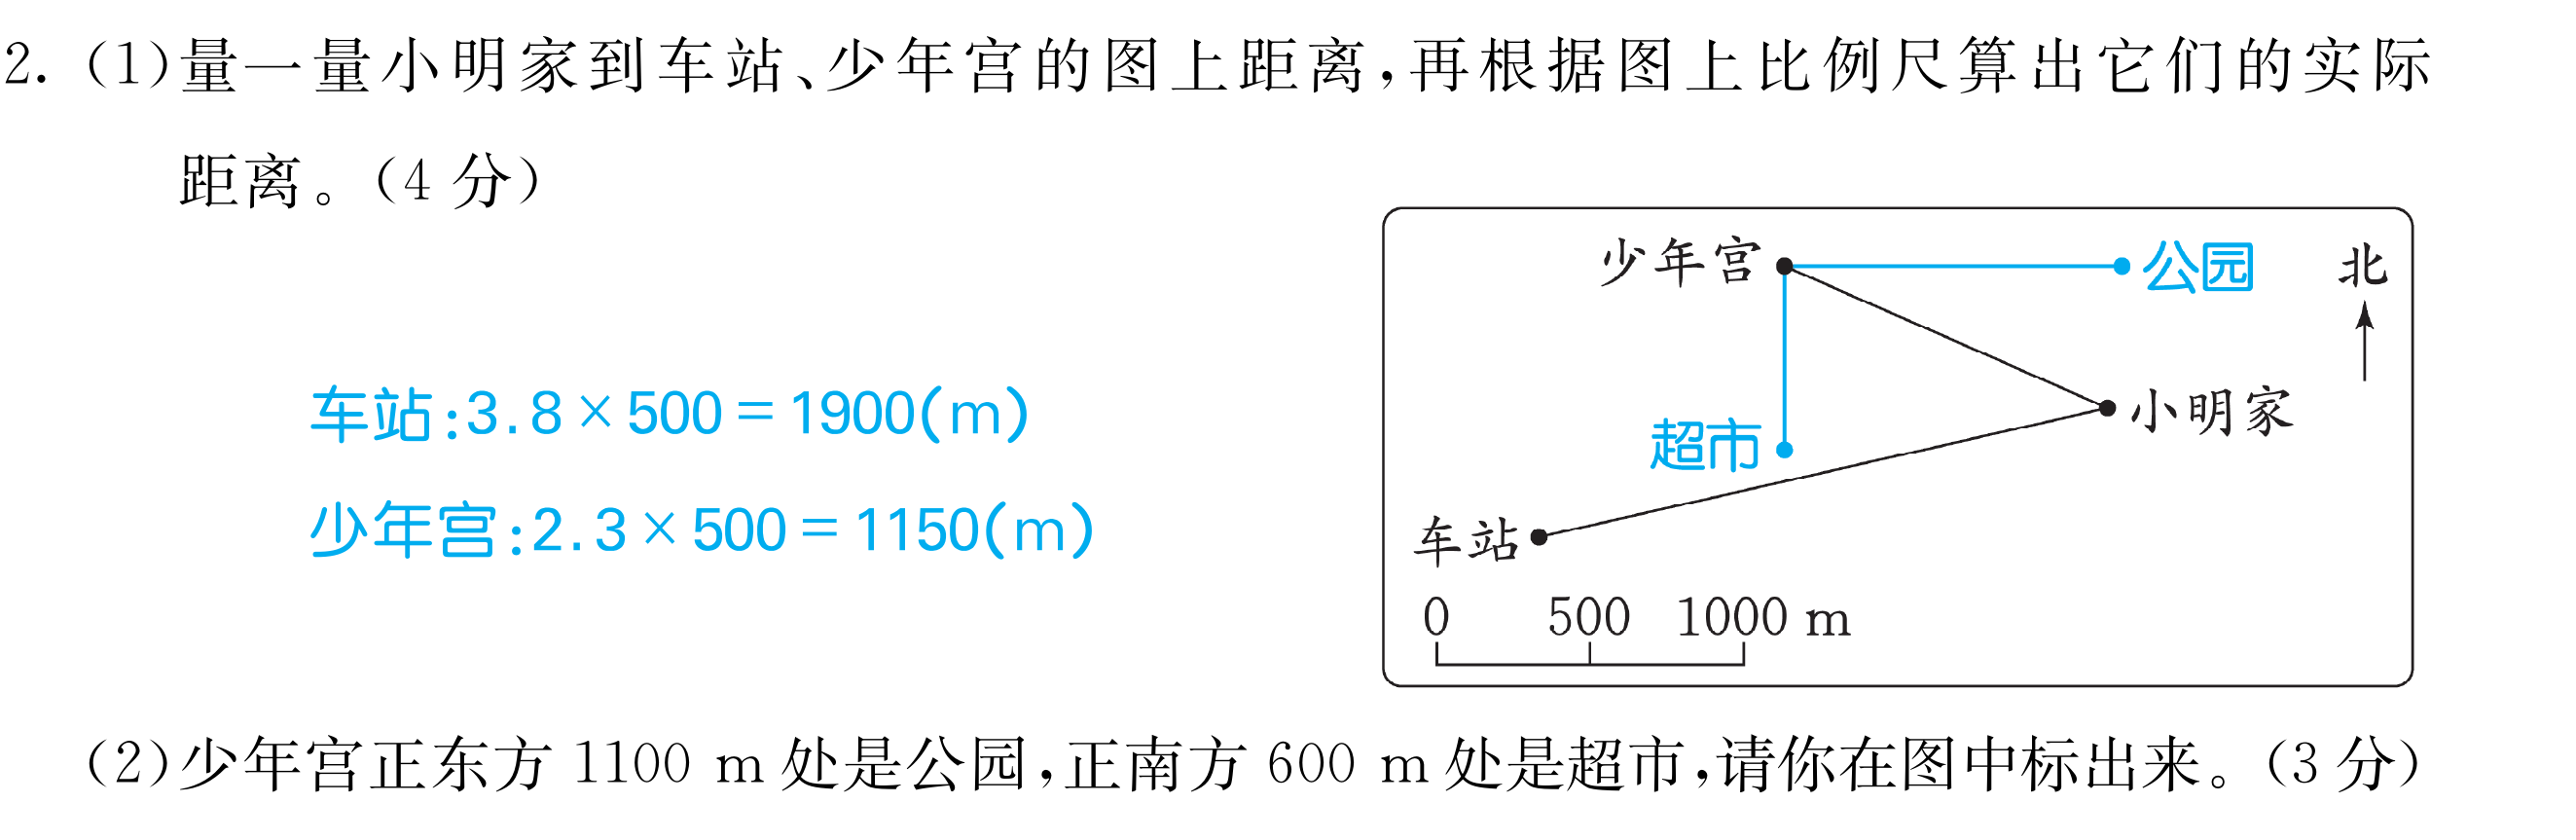 2. (1)量一量小明家到车站、少年宫的图上距离,再根据图上比例尺算出它们的实际
距离。(4 分)
少年宫
公园
北
车站:3.8×500=1900(m)
小明家
超市
少年宫:2.3×500=1150(m)
车站
0 500 1000 m
(2)少年宫正东方 1100 m 处是公园,正南方 600 m 处是超市,请你在图中标出来。(3 分)